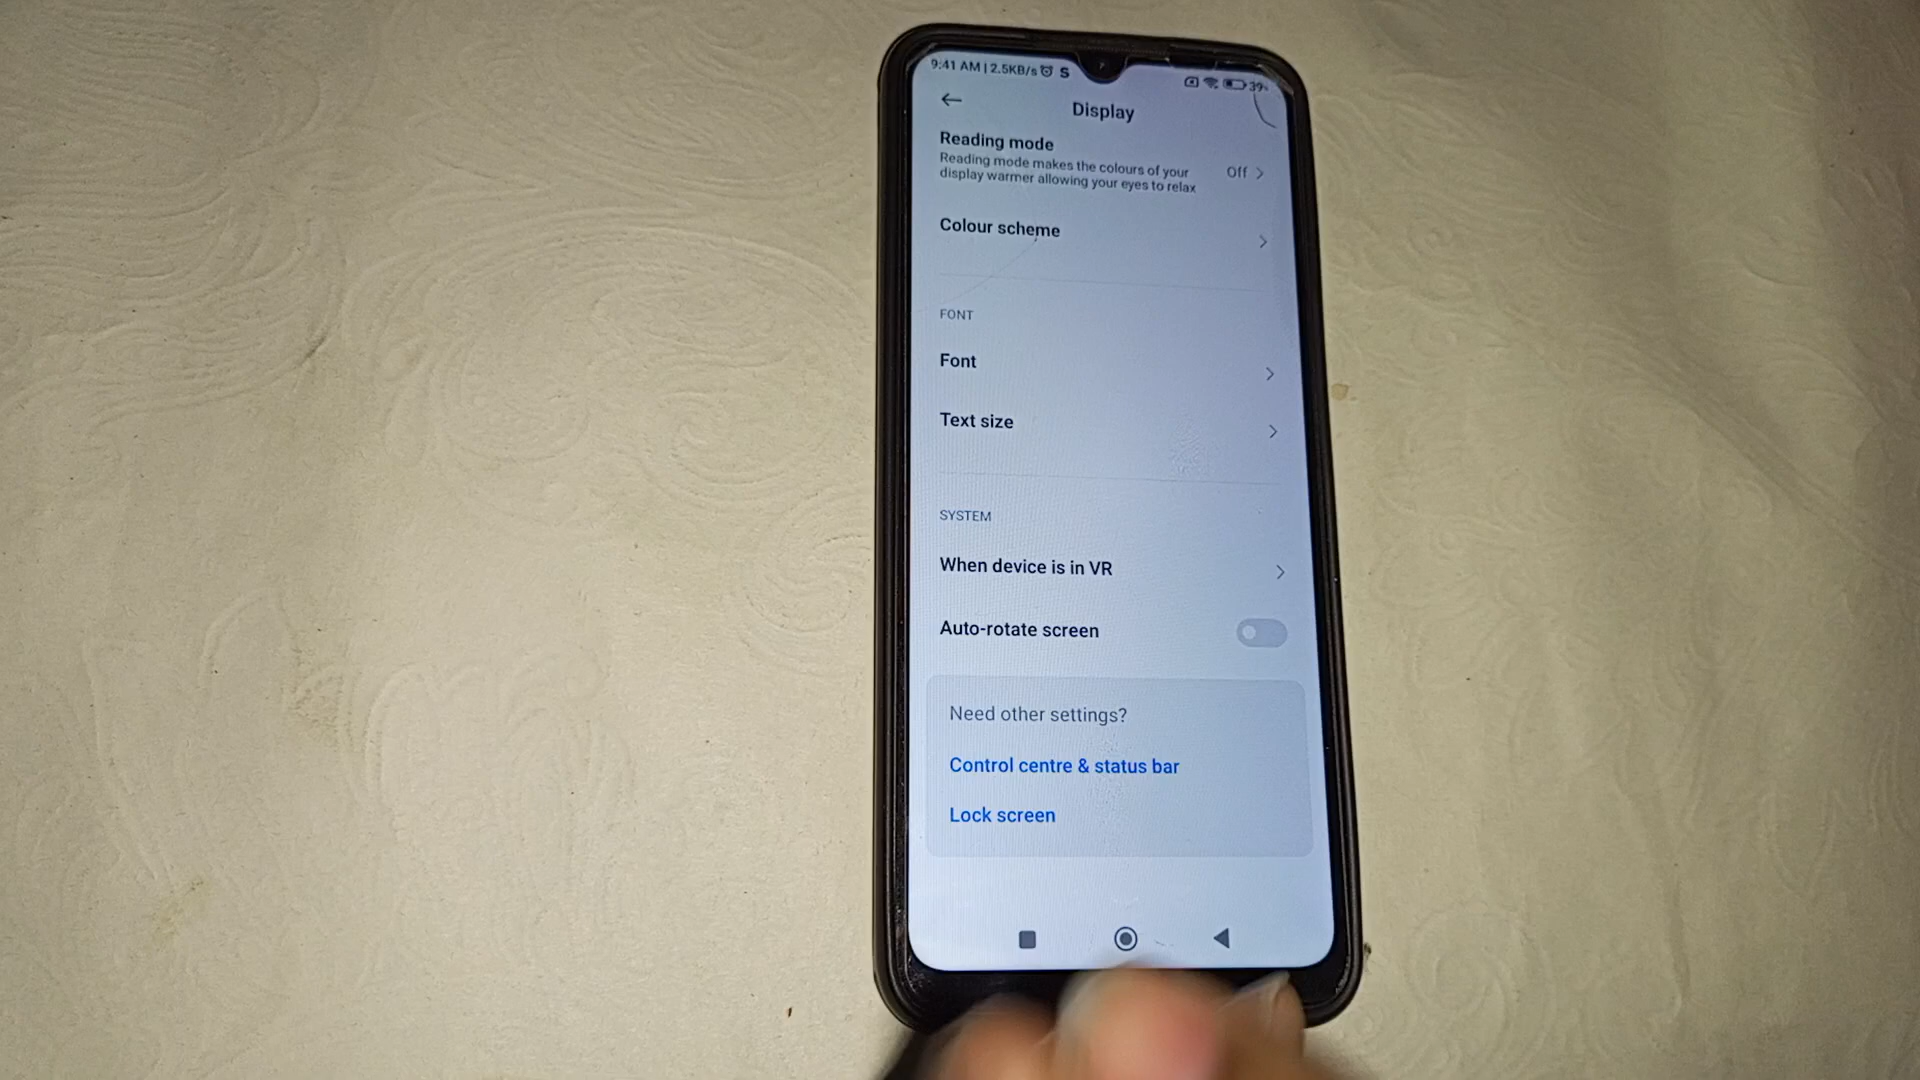 9:41 AM | 2.5KB/s S 39
Display
Reading mode
Reading mode makes the colours of your
display warmer allowing your eyes to relax
Off
Colour scheme
FONT
Font
Text size
SYSTEM
When device is in VR
Auto-rotate screen
Need other settings?
Control centre & status bar
Lock screen